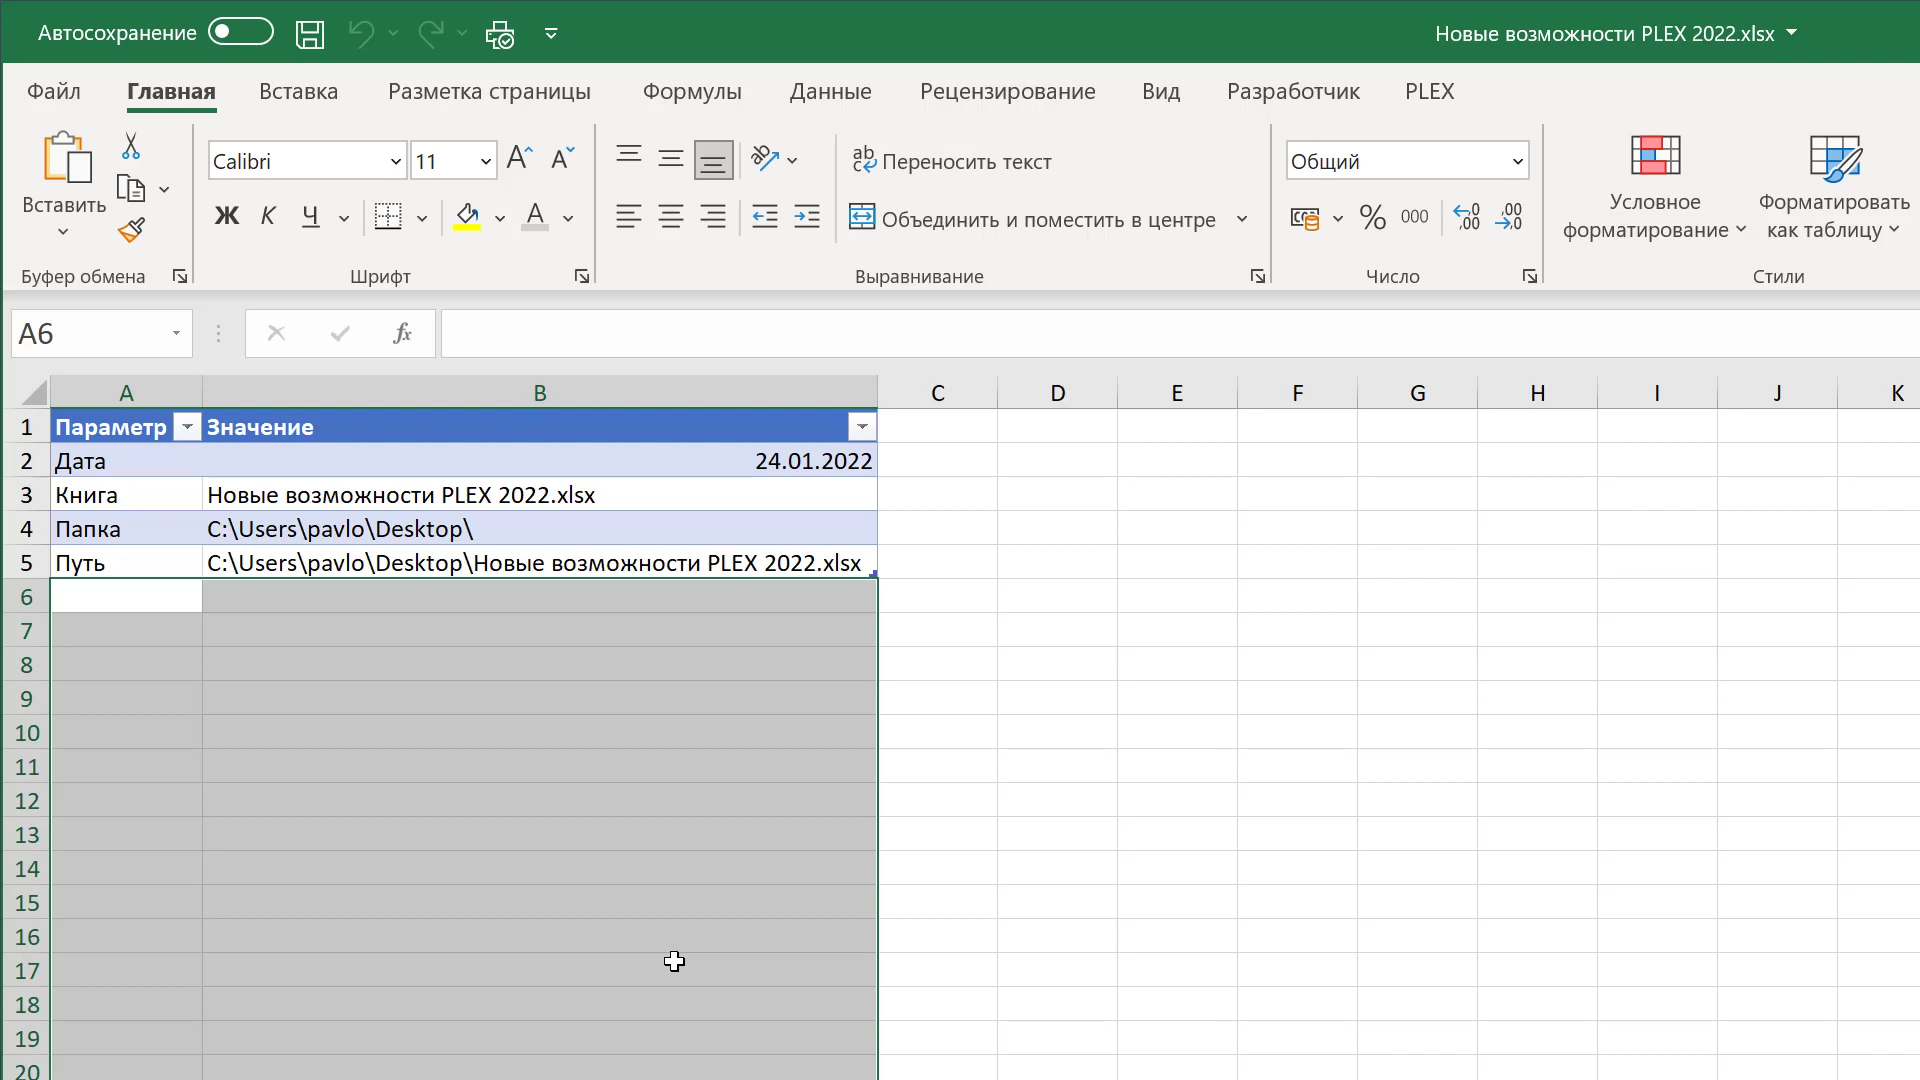 Автосохранение
Новые возможности PLEX 2022.xlsx
Файл Главная Вставка Разметка страницы Формулы Данные Рецензирование Вид Разработчик PLEX
Вставить
Calibri 11
Ж К Ч А
ab Переносить текст
Объединить и поместить в центре
Общий
% 000
Условное форматирование
Форматировать как таблицу
Буфер обмена Шрифт Выравнивание Число Стили
A6 fx
A B C D E F G H I J K
1 Параметр Значение
2 Дата 24.01.2022
3 Книга Новые возможности PLEX 2022.xlsx
4 Папка C:\Users\pavlo\Desktop\
5 Путь C:\Users\pavlo\Desktop\Новые возможности PLEX 2022.xlsx
6
7
8
9
10
11
12
13
14
15
16
17
18
19
20